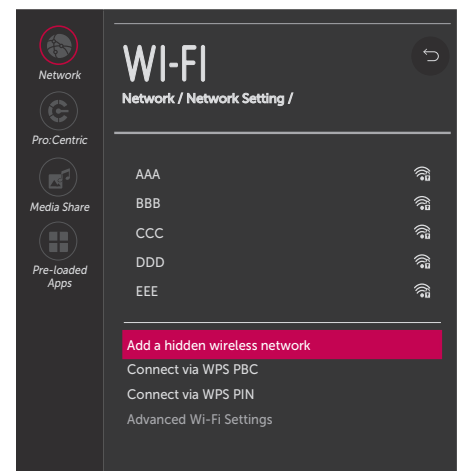 Network
Pro:Centric
Media Share
Pre-loaded
Apps
WI-FI
Network / Network Setting /
AAA
BBB
CCC
DDD
EEE
Add a hidden wireless network
Connect via WPS PBC
Connect via WPS PIN
Advanced Wi-Fi Settings